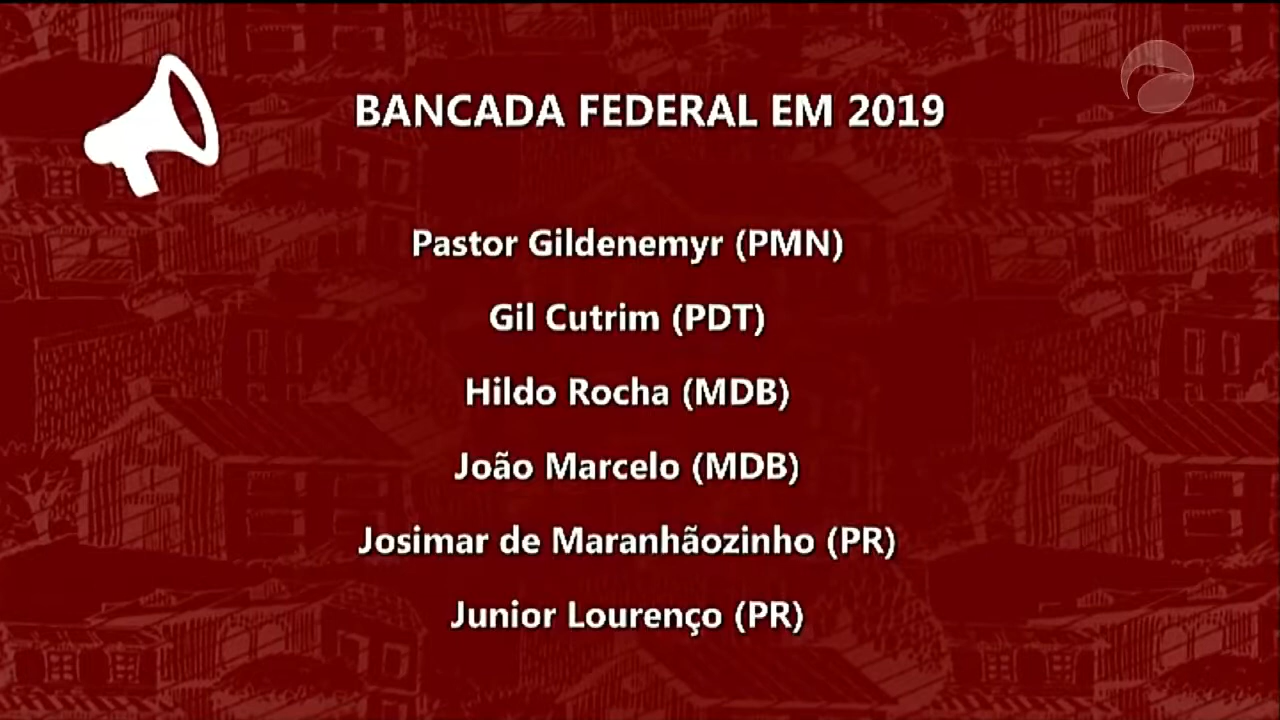 BANCADA FEDERAL EM 2019
Pastor Gildenemyr (PMN)
Gil Cutrim (PDT)
Hildo Rocha (MDB)
João Marcelo (MDB)
Josimar de Maranhãozinho (PR)
Junior Lourenço (PR)